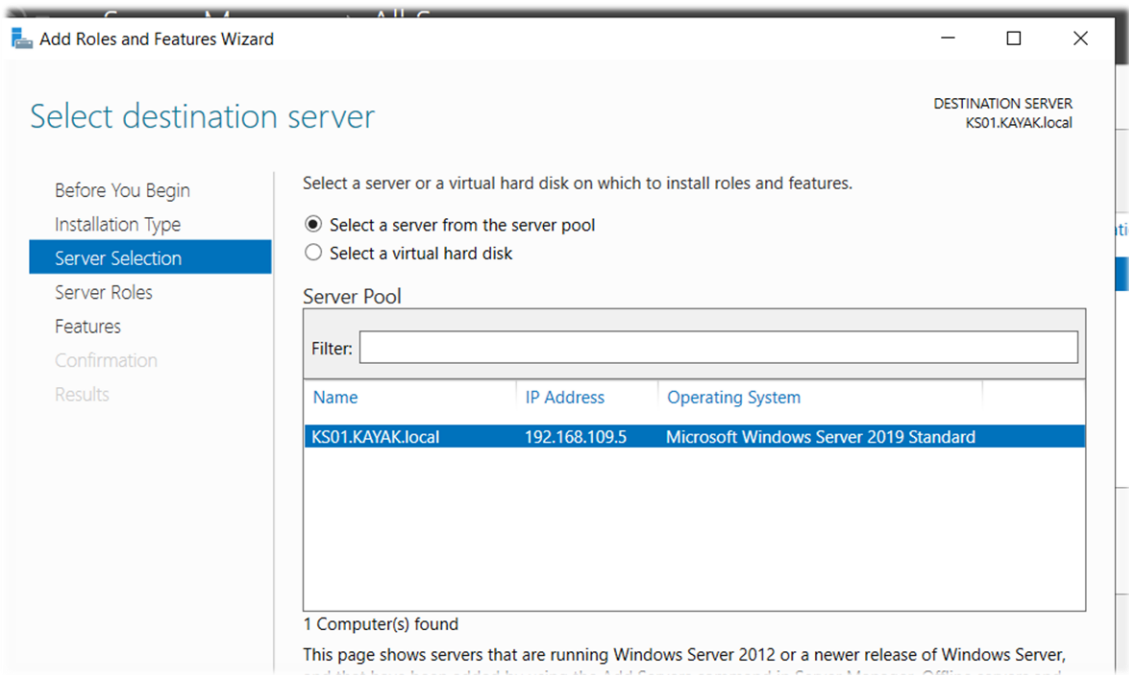 Add Roles and Features Wizard
Select destination server
DESTINATION SERVER
KS01.KAYAK.local
Before You Begin
Installation Type
Server Selection
Server Roles
Features
Confirmation
Results
Select a server or a virtual hard disk on which to install roles and features.
Select a server from the server pool
Select a virtual hard disk
Server Pool
Filter:
Name IP Address Operating System
KS01.KAYAK.local 192.168.109.5 Microsoft Windows Server 2019 Standard
1 Computer(s) found
This page shows servers that are running Windows Server 2012 or a newer release of Windows Server,